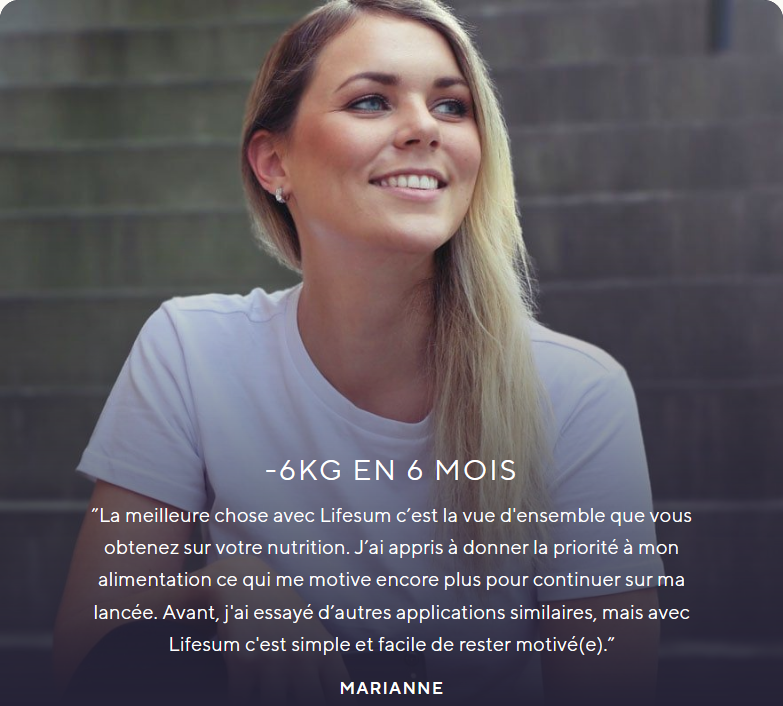 -6KG EN 6 MOIS
"La meilleure chose avec Lifesum c’est la vue d'ensemble que vous
obtenez sur votre nutrition. J’ai appris à donner la priorité à mon
alimentation ce qui me motive encore plus pour continuer sur ma
lancée. Avant, j'ai essayé d’autres applications similaires, mais avec
Lifesum c'est simple et facile de rester motivé(e)."
MARIANNE